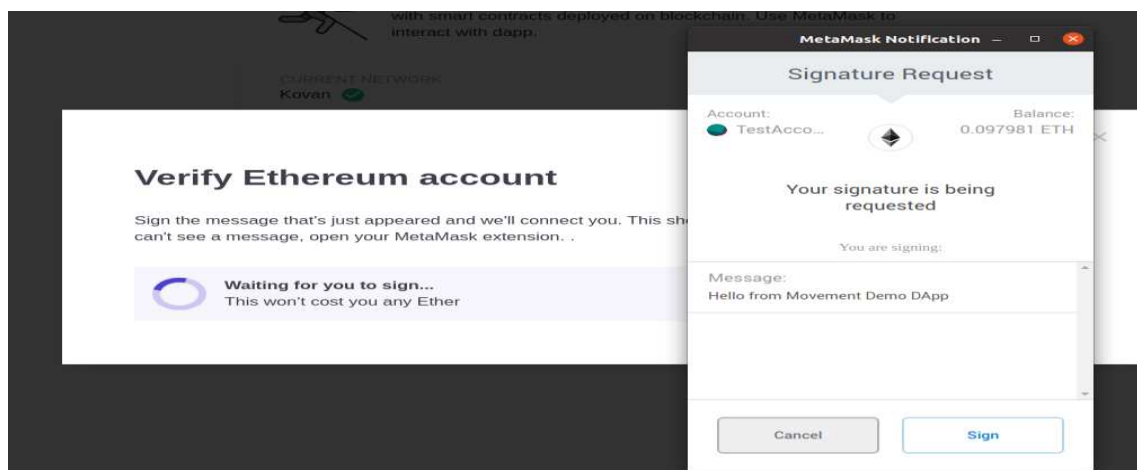 with smart contracts deployed on blockchain. Use MetaMask to
interact with dapp.
CURRENT NETWORK
Kovan
Verify Ethereum account
Sign the message that's just appeared and we'll connect you. This
can't see a message, open your MetaMask extension. .
Waiting for you to sign...
This won't cost you any Ether
MetaMask Notification
Signature Request
Account:
Balance:
TestAcco...
0.097981 ETH
Your signature is being
requested
You are signing:
Message:
Hello from Movement Demo DApp
Cancel
Sign